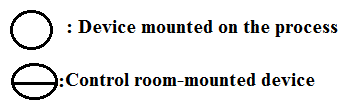 : Device mounted on the process
:Control room-mounted device